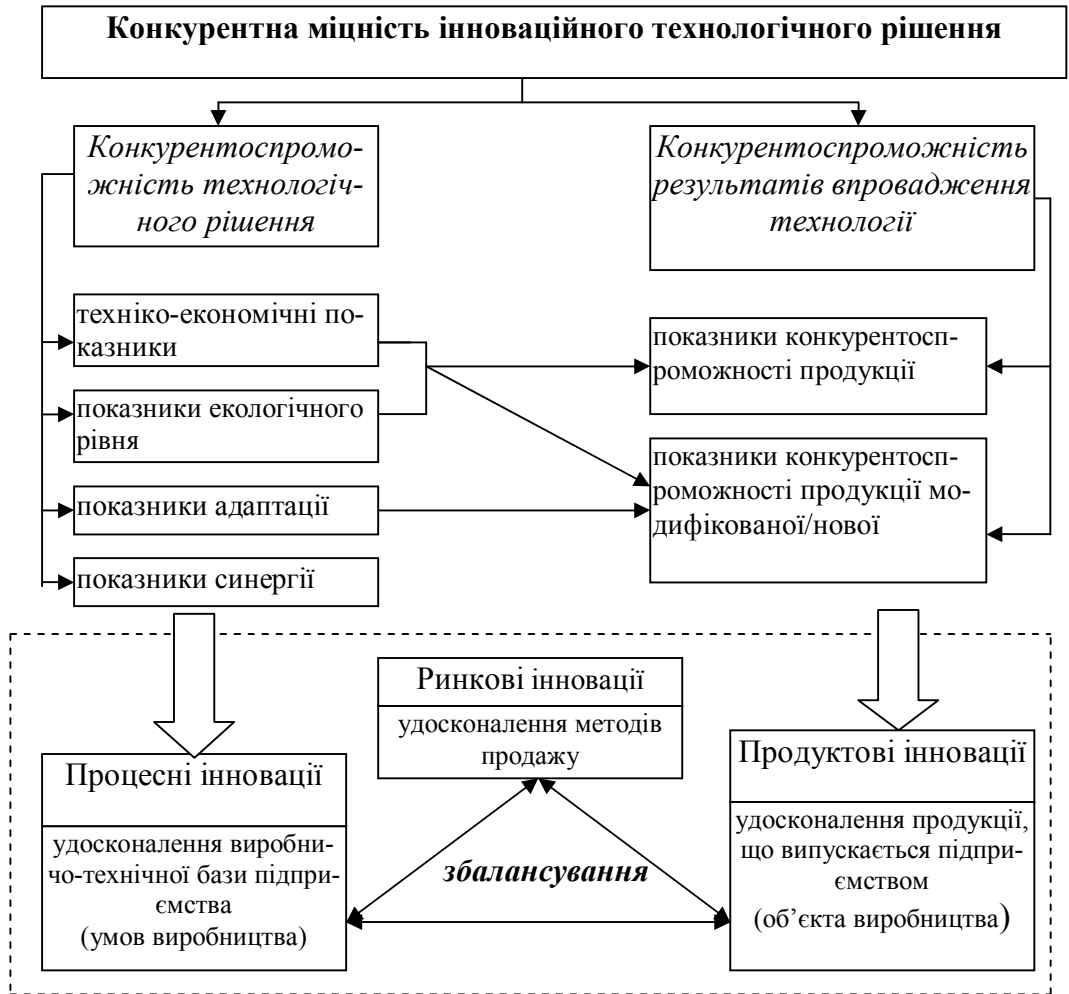 Конкурентна міцність інноваційного технологічного рішення
Конкурентоспромо-
жність технологіч-
ного рішення
Конкурентоспроможність
результатів впровадження
технології
техніко-економічні по-
казники
показники екологічного
рівня
показники адаптації
показники синергії
показники конкурентосп-
роможності продукції
показники конкурентосп-
роможності продукції мо-
дифікованої/нової
Ринкові інновації
удосконалення методів
продажу
Процесні інновації
удосконалення виробни-
чо-технічної бази підпри-
ємства
(умов виробництва)
збалансування
Продуктові інновації
удосконалення продукції,
що випускається підпри-
ємством
(об’єкта виробництва)